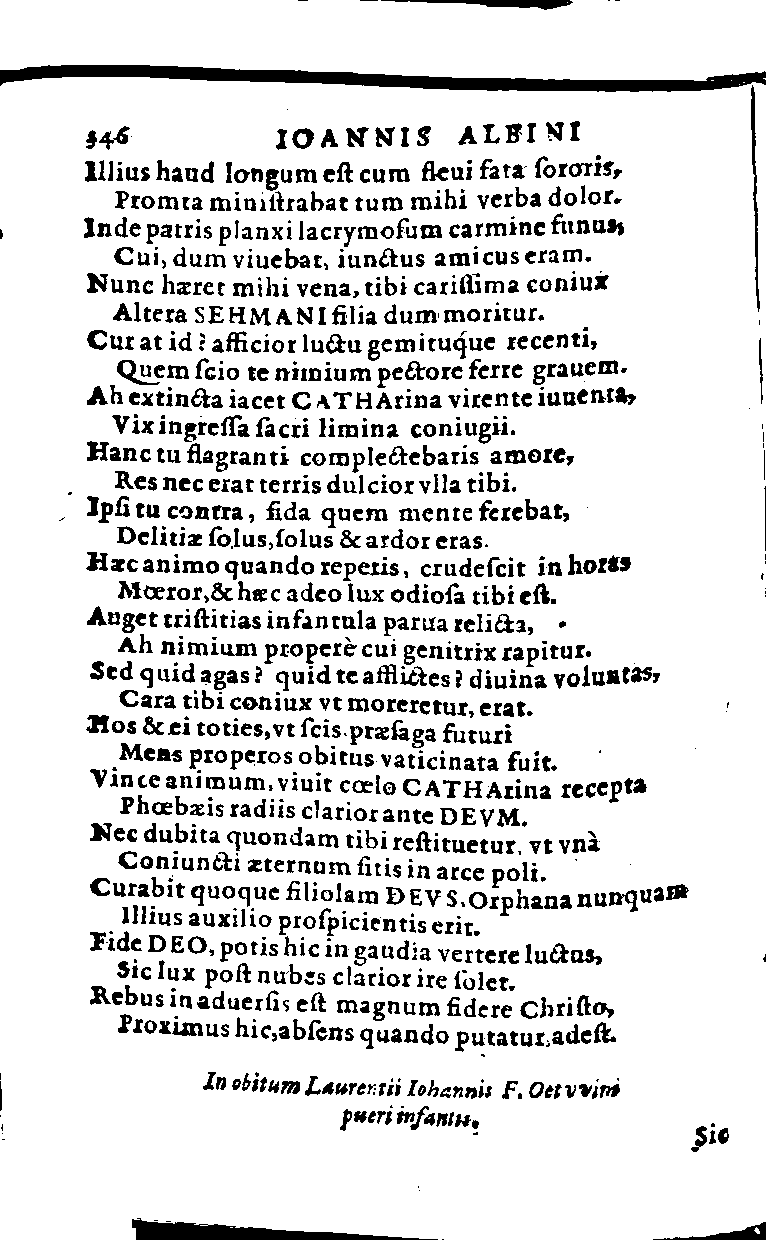 346 IOANNIS ALBINI
Illius haud longum eſt cum fleui fata ſororis,
Promta miniſtrabat tum mihi verba dolor.
Inde patris planxi lacrymoſum carmine funus,
Cui, dum viuebat, iunctus amicus eram.
Nunc hæret mihi vena, tibi cariſſima coniux
Altera SEHMANI filia dum moritur.
Cur at id? afficior luctu gemituq́ue recenti,
Quem ſcio te nimium pectore ferre grauem.
Ah extincta iacet CATHArina virente iuuenta,
Vix ingreſſa ſacri limina coniugii.
Hanc tu flagranti complectebaris amore,
Res nec erat terris dulcior vlla tibi.
Ipſi tu contra, fida quem mente ferebat,
Delitiæ ſolus, ſolus & ardor eras.
Hæc animo quando repetis, crudeſcit in horas
Mœror, & hæc adeo lux odioſa tibi eſt.
Auget triſtitias infantula parua relicta,
Ah nimium properè cui genitrix rapitur.
Sed quid agas? quid te afflictes? diuina voluntas,
Cara tibi coniux vt moreretur, erat.
Hos & ei toties, vt ſcis præſaga futuri
Mens properos obitus vaticinata fuit.
Vince animum, viuit cœlo CATHArina recepta
Phœbæis radiis clarior ante DEVM.
Nec dubita quondam tibi reſtituetur, vt vnà
Coniuncti æternum ſitis in arce poli.
Curabit quoque filiolam DEVS. Orphana nunquam
Illius auxilio proſpicientis erit.
Fide DEO, potis hic in gaudia vertere luctus,
Sic lux poſt nubes clarior ire ſolet.
Rebus in aduerſis eſt magnum fidere Chriſto,
Proximus hic, abſens quando putatur, adeſt.
In obitum Laurentii Iohannis F. Oetvvini
pueri infantis.
Sic